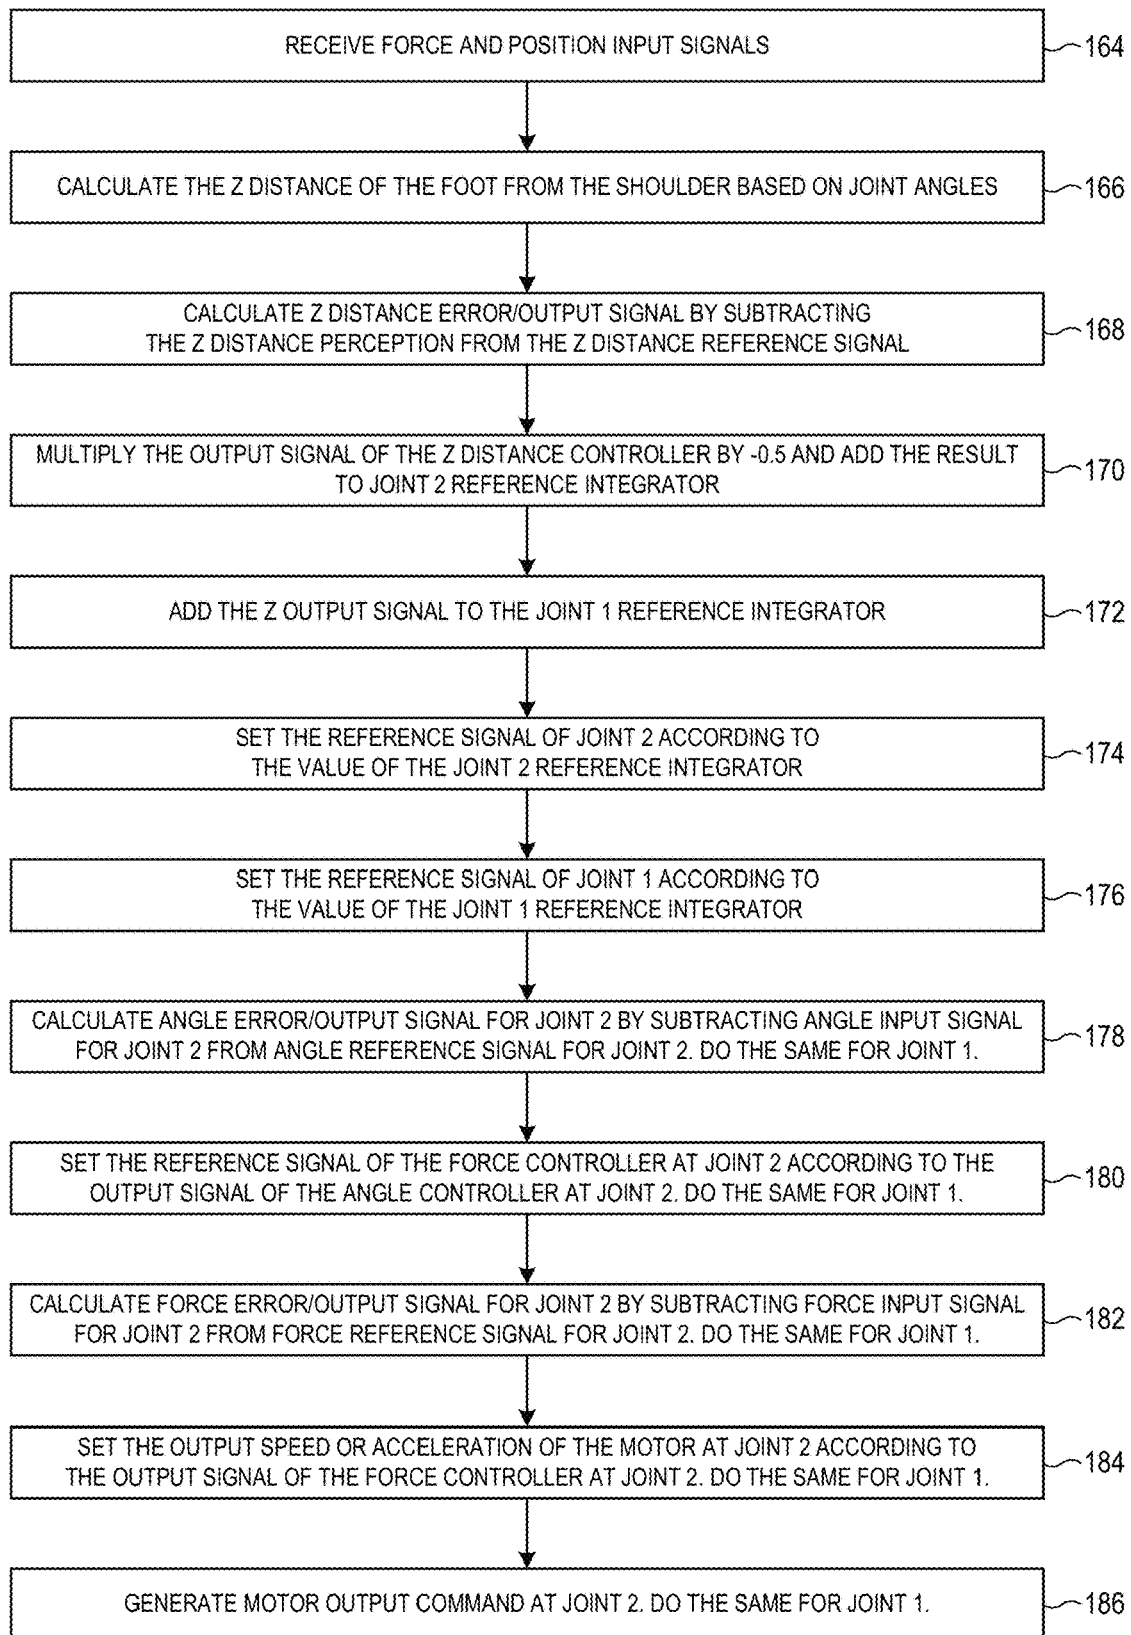 RECEIVE FORCE AND POSITION INPUT SIGNALS
164
CALCULATE THE Z DISTANCE OF THE FOOT FROM THE SHOULDER BASED ON JOINT ANGLES
166
CALCULATE Z DISTANCE ERROR/OUTPUT SIGNAL BY SUBTRACTING
THE Z DISTANCE PERCEPTION FROM THE Z DISTANCE REFERENCE SIGNAL
168
MULTIPLY THE OUTPUT SIGNAL OF THE Z DISTANCE CONTROLLER BY -0.5 AND ADD THE RESULT
TO JOINT 2 REFERENCE INTEGRATOR
170
ADD THE Z OUTPUT SIGNAL TO THE JOINT 1 REFERENCE INTEGRATOR
172
SET THE REFERENCE SIGNAL OF JOINT 2 ACCORDING TO
THE VALUE OF THE JOINT 2 REFERENCE INTEGRATOR
174
SET THE REFERENCE SIGNAL OF JOINT 1 ACCORDING TO
THE VALUE OF THE JOINT 1 REFERENCE INTEGRATOR
176
CALCULATE ANGLE ERROR/OUTPUT SIGNAL FOR JOINT 2 BY SUBTRACTING ANGLE INPUT SIGNAL
FOR JOINT 2 FROM ANGLE REFERENCE SIGNAL FOR JOINT 2. DO THE SAME FOR JOINT 1.
178
SET THE REFERENCE SIGNAL OF THE FORCE CONTROLLER AT JOINT 2 ACCORDING TO THE
OUTPUT SIGNAL OF THE ANGLE CONTROLLER AT JOINT 2. DO THE SAME FOR JOINT 1.
180
CALCULATE FORCE ERROR/OUTPUT SIGNAL FOR JOINT 2 BY SUBTRACTING FORCE INPUT SIGNAL
FOR JOINT 2 FROM FORCE REFERENCE SIGNAL FOR JOINT 2. DO THE SAME FOR JOINT 1.
182
SET THE OUTPUT SPEED OR ACCELERATION OF THE MOTOR AT JOINT 2 ACCORDING TO
THE OUTPUT SIGNAL OF THE FORCE CONTROLLER AT JOINT 2. DO THE SAME FOR JOINT 1.
184
GENERATE MOTOR OUTPUT COMMAND AT JOINT 2. DO THE SAME FOR JOINT 1.
186